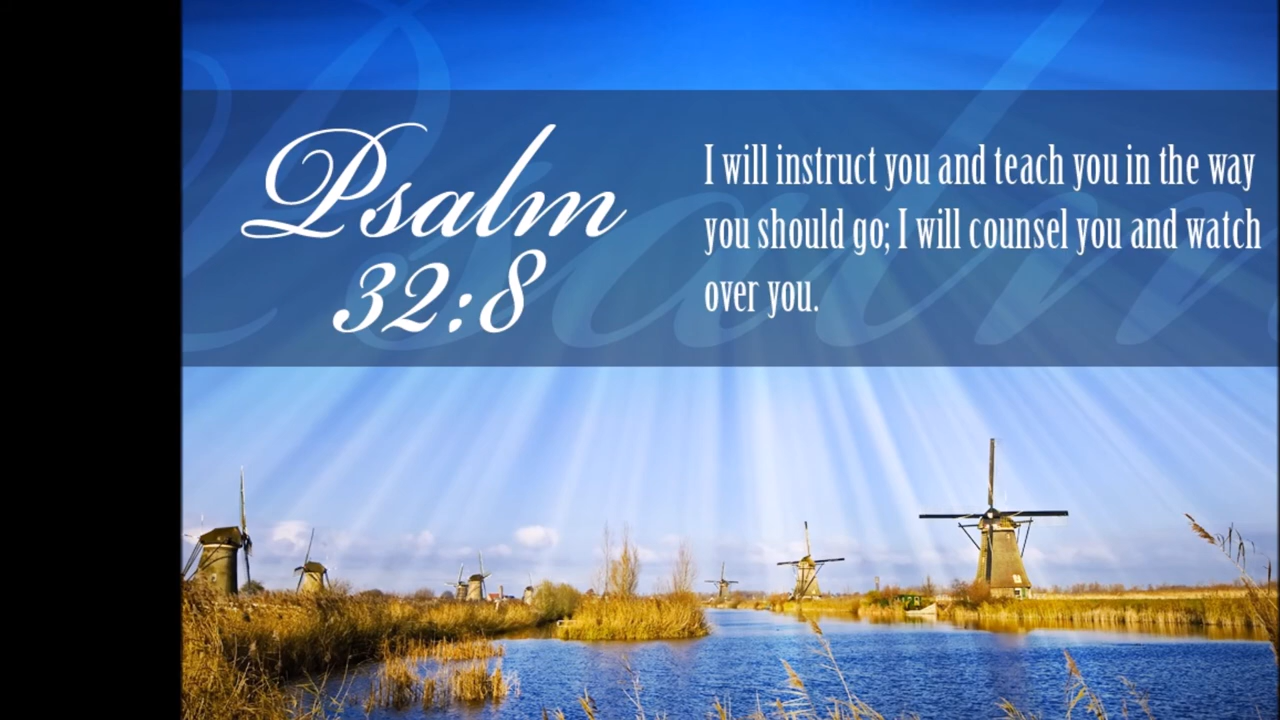 Psalm
32:8
I will instruct you and teach you in the way
you should go; I will counsel you and watch
over you.